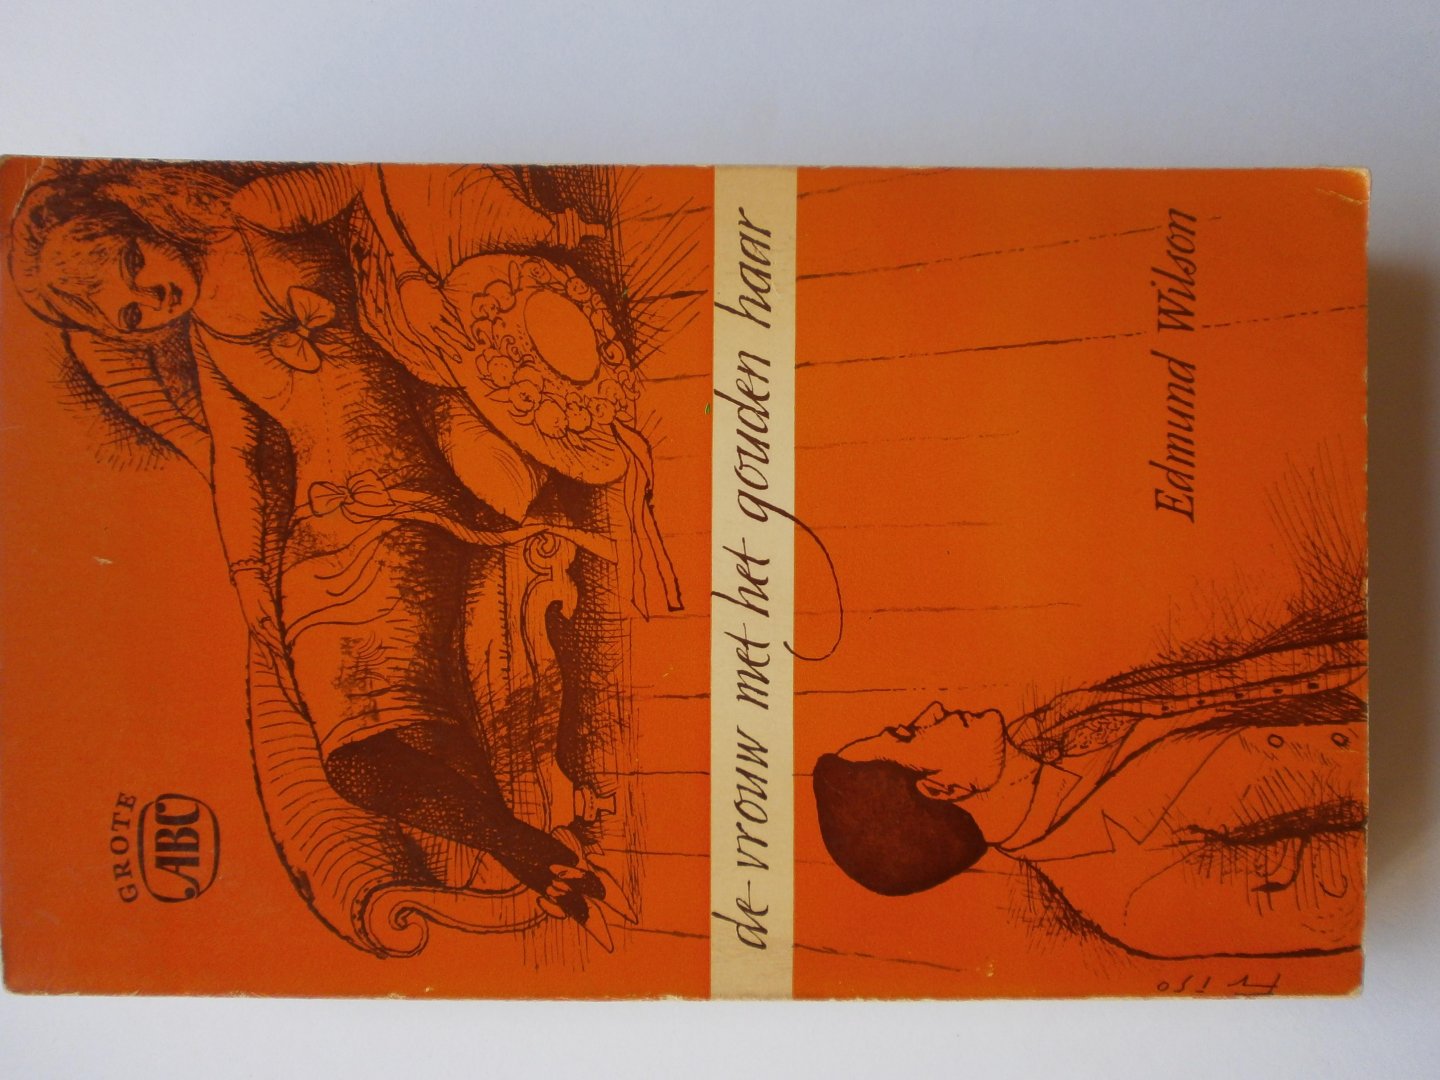 GROTE
ABC
de vrouw met het gouden haar
Edmund Wilson